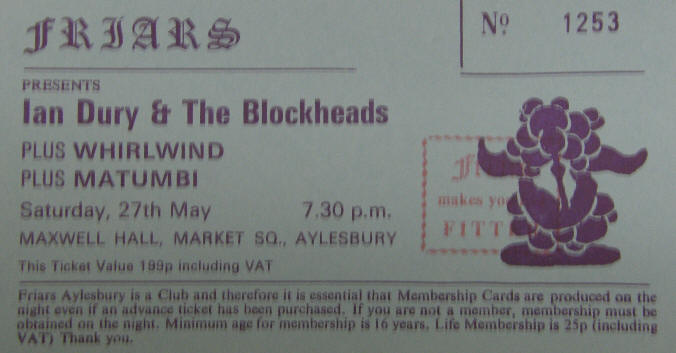 FRIARS
Nº 1253
PRESENTS
Ian Dury & The Blockheads
PLUS WHIRLWIND
PLUS MATUMBI
Saturday, 27th May 7.30 p.m.
MAXWELL HALL, MARKET SQ., AYLESBURY
This Ticket Value 199p including VAT
makes you
FITT
Friars Aylesbury is a Club and therefore it is essential that Membership Cards are produced on the
night even if an advance ticket has been purchased. If you are not a member, membership must be
obtained on the night. Minimum age for membership is 16 years. Life Membership is 25p (including
VAT) Thank you.